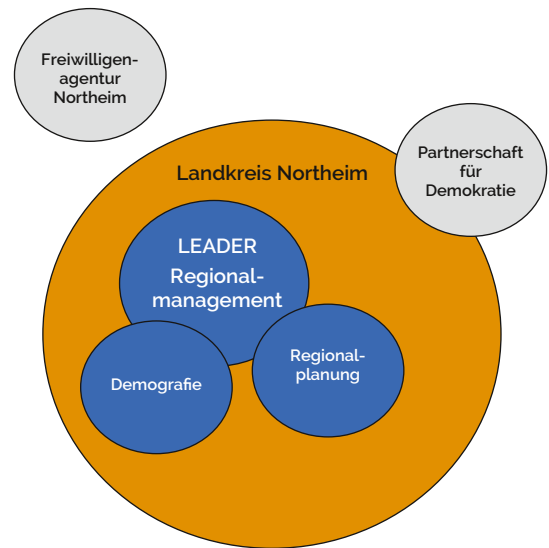 Freiwilligen-
agentur
Northeim
Partnerschaft
für
Demokratie
Landkreis Northeim
LEADER
Regional-
management
Regional-
planung
Demografie